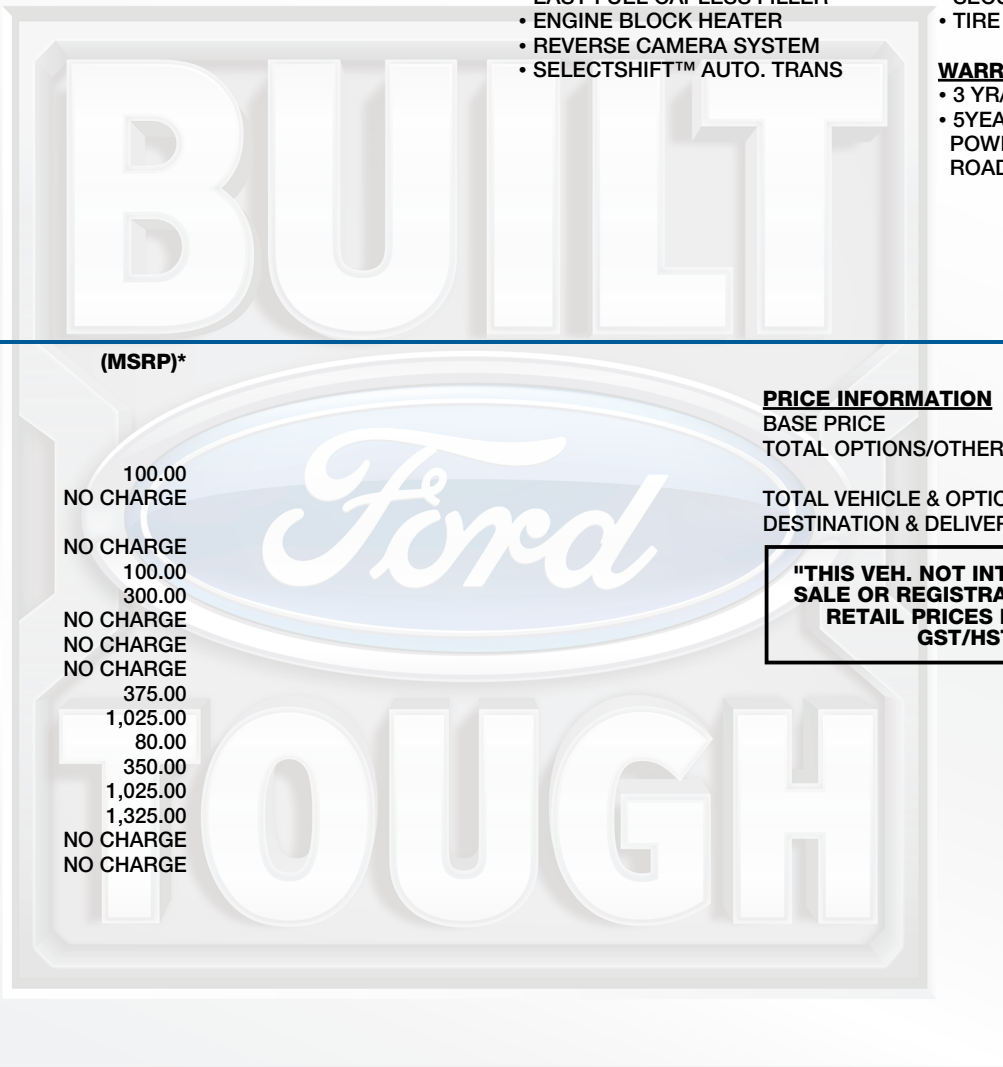 • ENGINE BLOCK HEATER
• REVERSE CAMERA SYSTEM
• SELECTSHIFT™ AUTO. TRANS
• TIRE
WARR
• 3 YR/
• 5YEA
POWE
ROAD
BUILT
(MSRP)*
100.00
NO CHARGE
NO CHARGE
100.00
300.00
NO CHARGE
NO CHARGE
NO CHARGE
375.00
1,025.00
80.00
350.00
1,025.00
1,325.00
NO CHARGE
NO CHARGE
Ford
TOUGH
PRICE INFORMATION
BASE PRICE
TOTAL OPTIONS/OTHER
TOTAL VEHICLE & OPTIO
DESTINATION & DELIVER
"THIS VEH. NOT INT
SALE OR REGISTRA
RETAIL PRICES
GST/HST